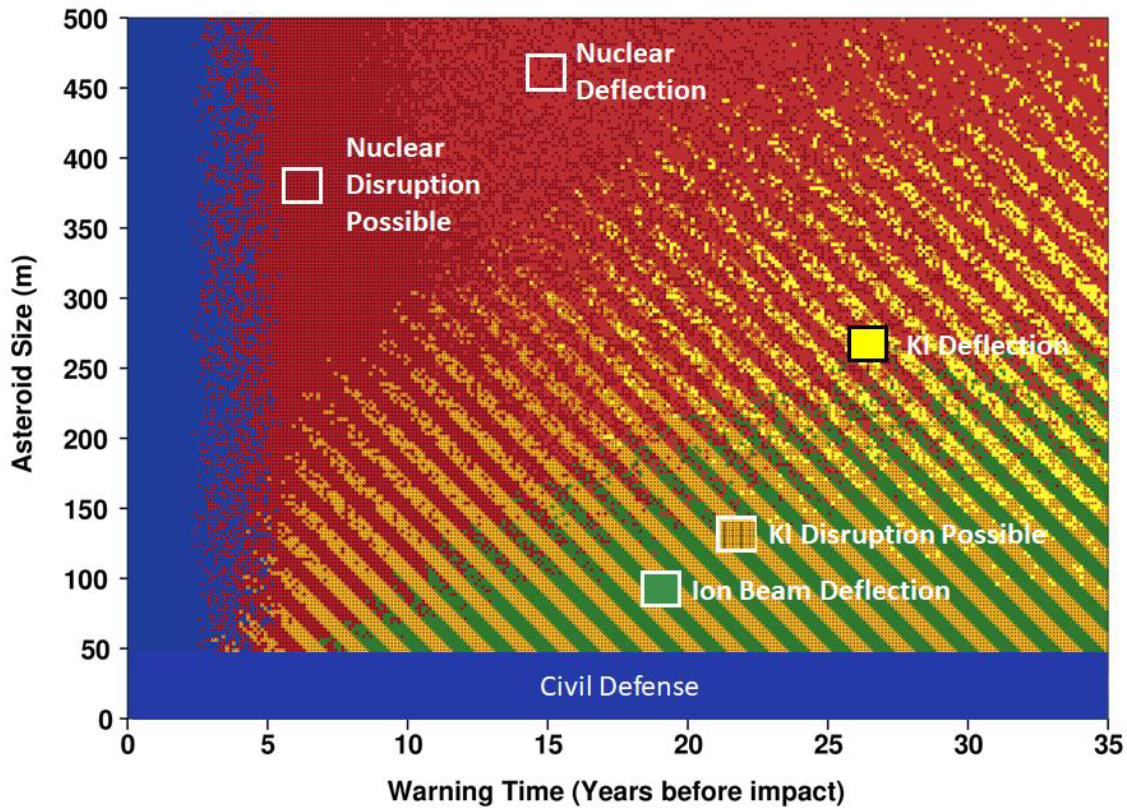 500
450
400
350
300
250
200
150
100
50
0
Asteroid Size (m)
Nuclear
Deflection
Nuclear
Disruption
Possible
KI Deflection
KI Disruption Possible
Ion Beam Deflection
Civil Defense
0 5 10 15 20 25 30 35
Warning Time (Years before impact)